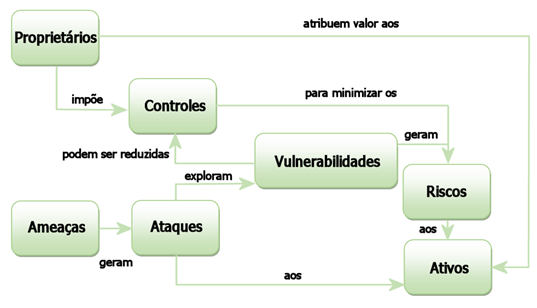 Proprietários
atribuem valor aos
impõe
Controles
para minimizar os
podem ser reduzidas
Vulnerabilidades
geram
exploram
Riscos
Ameaças
geram
Ataques
aos
aos
Ativos